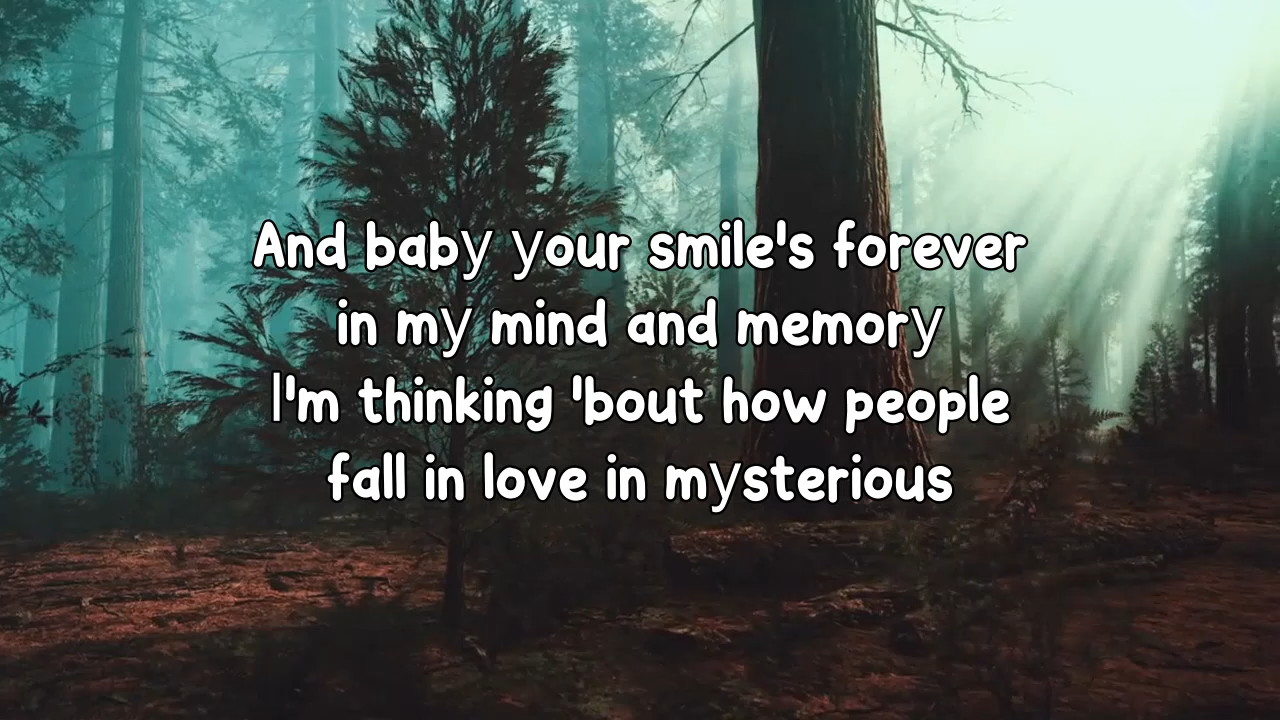 And baby your smile's forever
in my mind and memory
I'm thinking 'bout how people
fall in love in mysterious